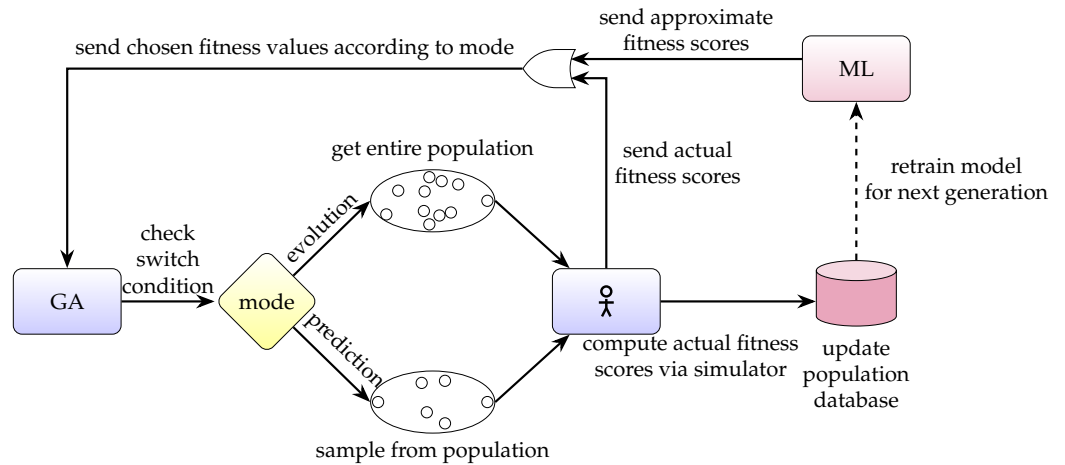 send approximate
fitness scores
send chosen fitness values according to mode
ML
get entire population
send actual
fitness scores
retrain model
for next generation
evolution
check
switch
condition
GA
mode
prediction
compute actual fitness
scores via simulator
update
population
database
sample from population